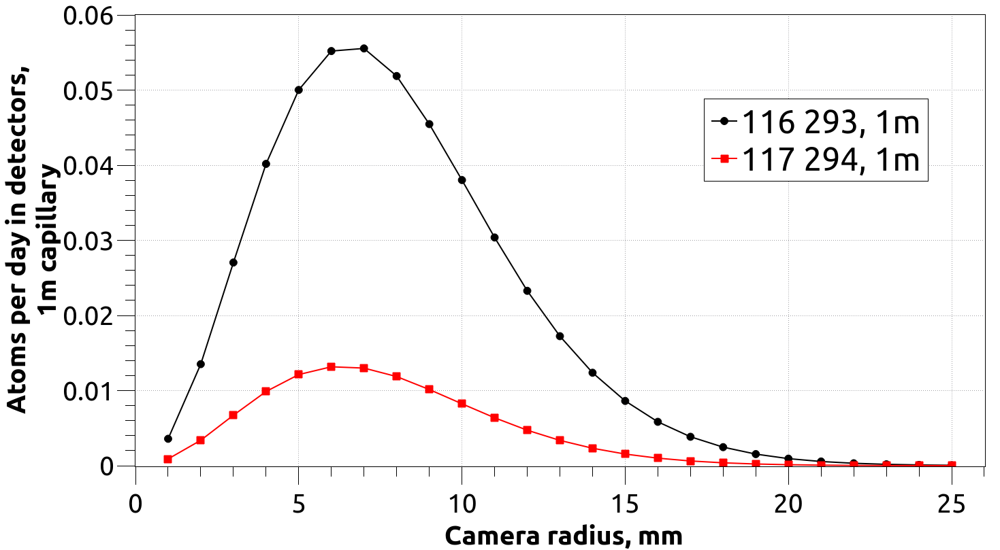 0.06
0.05
0.04
0.03
0.02
0.01
0
Atoms per day in detectors,
1m capillary
116 293, 1m
117 294, 1m
0 5 10 15 20 25
Camera radius, mm